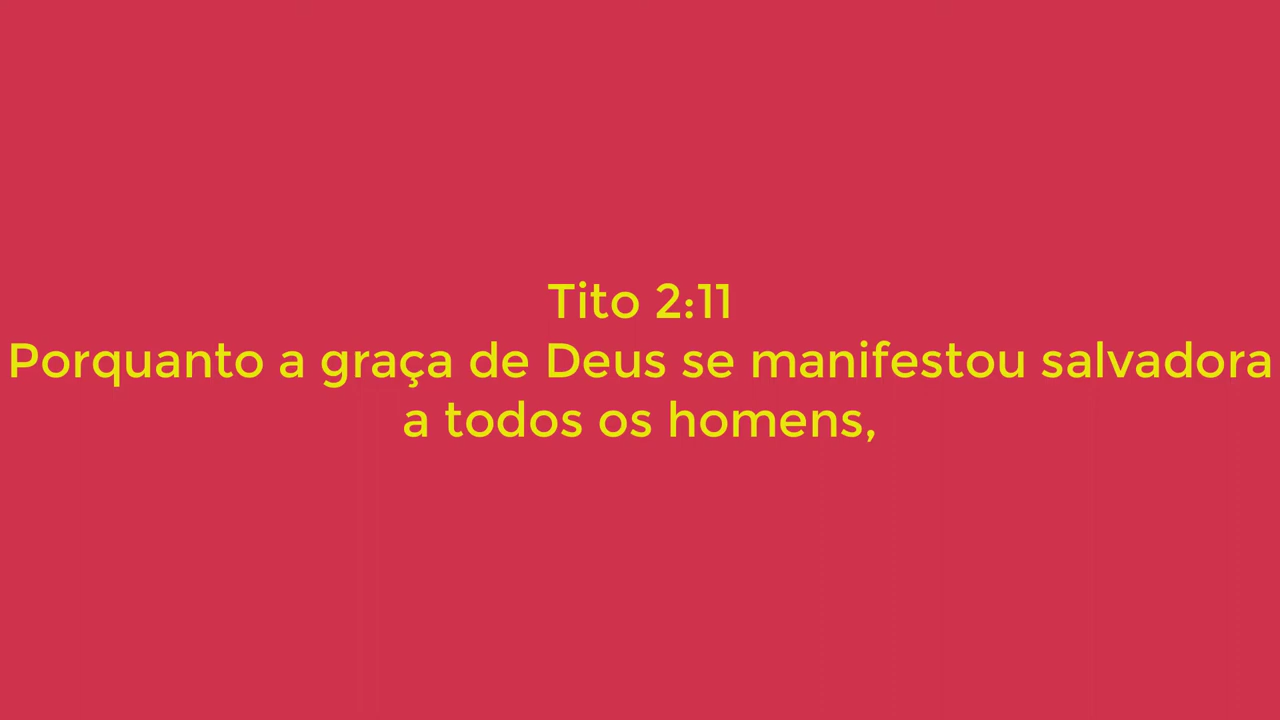 Tito 2:11
Porquanto a graça de Deus se manifestou salvadora
a todos os homens,